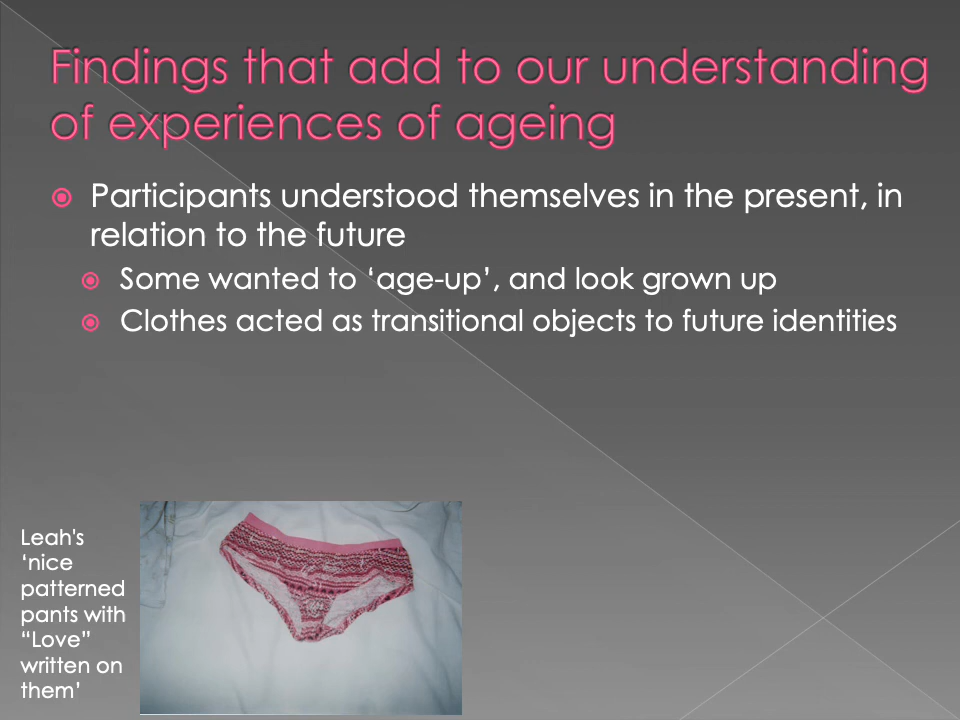 Findings that add to our understanding
of experiences of ageing
Participants understood themselves in the present, in
relation to the future
Some wanted to ‘age-up’, and look grown up
Clothes acted as transitional objects to future identities
Leah's
‘nice
patterned
pants with
“Love”
written on
them’